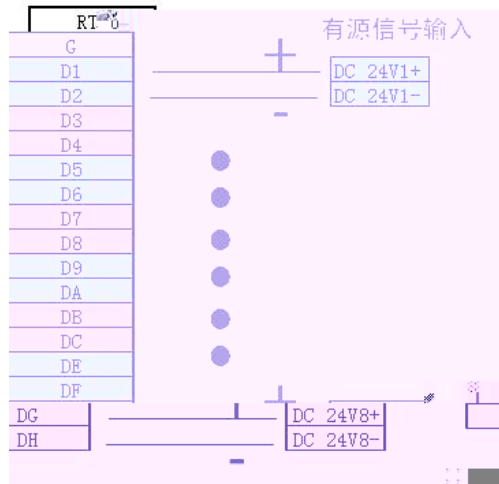 RT
有源信号输入
G
D1
DC 24V1+
D2
DC 24V1-
D3
D4
D5
D6
D7
D8
D9
DA
DB
DC
DE
DF
DG
DC 24V8+
DH
DC 24V8-